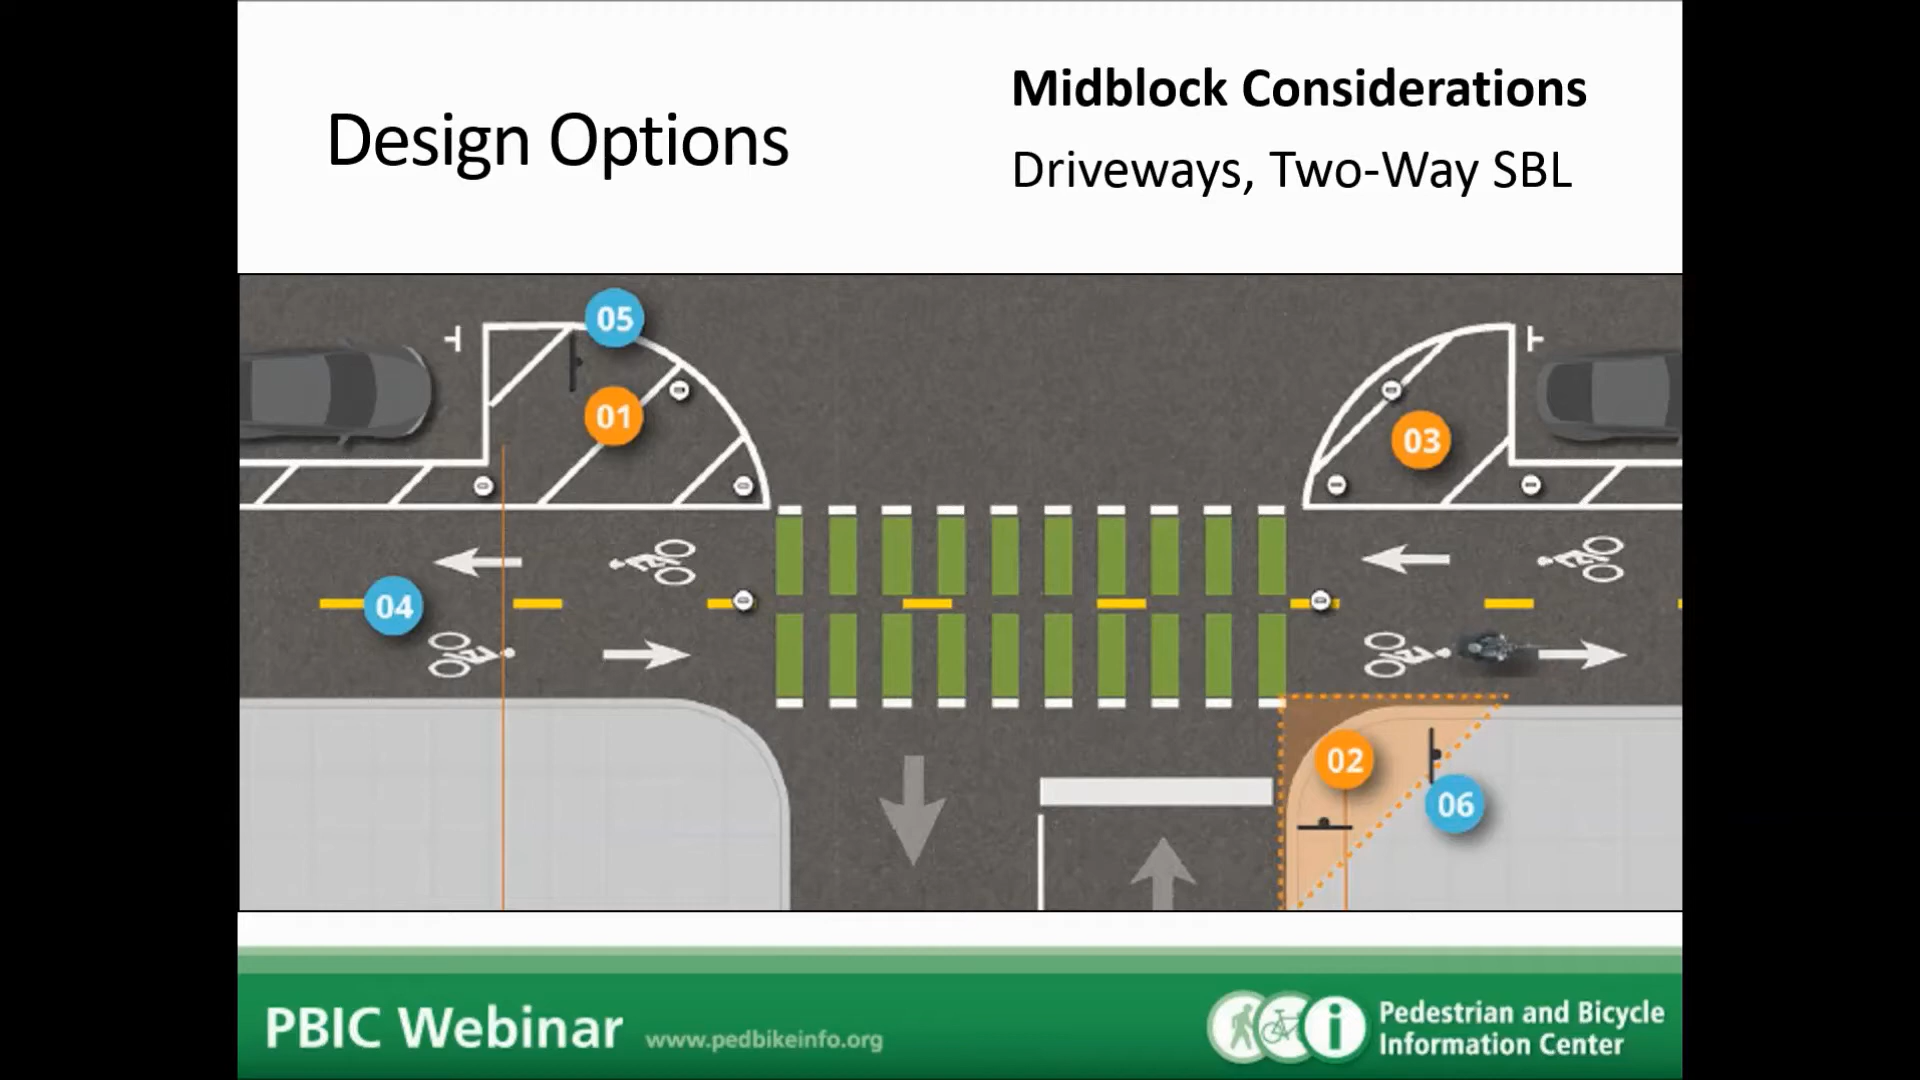 Design Options
Midblock Considerations
Driveways, Two-Way SBL
05
01
03
04
02
06
PBIC Webinar
www.pedbikeinfo.org
i
Pedestrian and Bicycle
Information Center